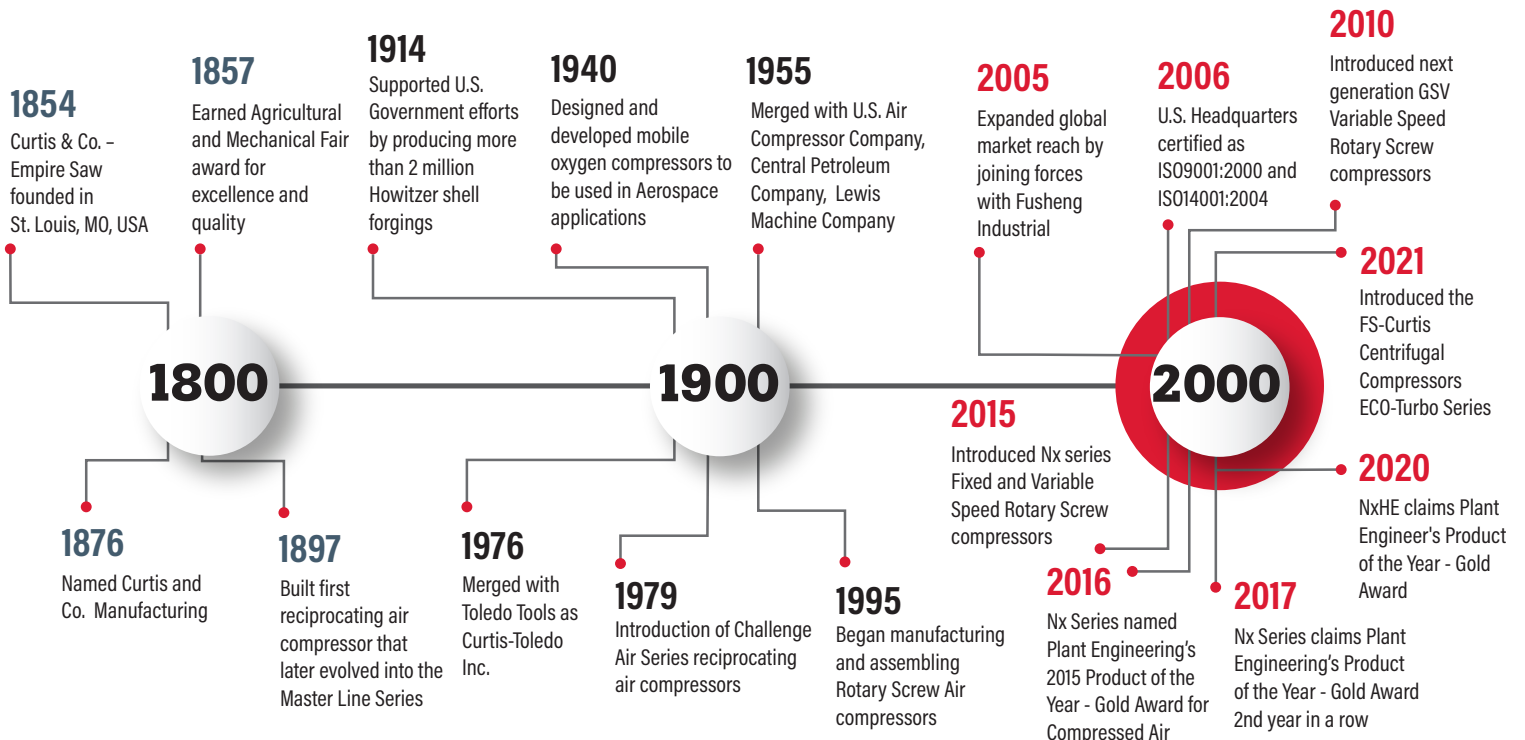 1854
Curtis & Co. –
Empire Saw
founded in
St. Louis, MO, USA
1857
Earned Agricultural
and Mechanical Fair
award for
excellence and
quality
1914
Supported U.S.
Government efforts
by producing more
than 2 million
Howitzer shell
forgings
1940
Designed and
developed mobile
oxygen compressors to
be used in Aerospace
applications
1955
Merged with U.S. Air
Compressor Company,
Central Petroleum
Company, Lewis
Machine Company
2005
Expanded global
market reach by
joining forces
with Fusheng
Industrial
2006
U.S. Headquarters
certified as
ISO9001:2000 and
ISO14001:2004
2010
Introduced next
generation GSV
Variable Speed
Rotary Screw
compressors
2021
Introduced the
FS-Curtis
Centrifugal
Compressors
ECO-Turbo Series
1800
1900
2000
1876
Named Curtis and
Co. Manufacturing
1897
Built first
reciprocating air
compressor that
later evolved into the
Master Line Series
1976
Merged with
Toledo Tools as
Curtis-Toledo
Inc.
1979
Introduction of Challenge
Air Series reciprocating
air compressors
1995
Began manufacturing
and assembling
Rotary Screw Air
compressors
2015
Introduced Nx series
Fixed and Variable
Speed Rotary Screw
compressors
2016
Nx Series named
Plant Engineering's
2015 Product of the
Year - Gold Award for
Compressed Air
2017
Nx Series claims Plant
Engineering's Product
of the Year - Gold Award
2nd year in a row
2020
NxHE claims Plant
Engineer's Product
of the Year - Gold
Award